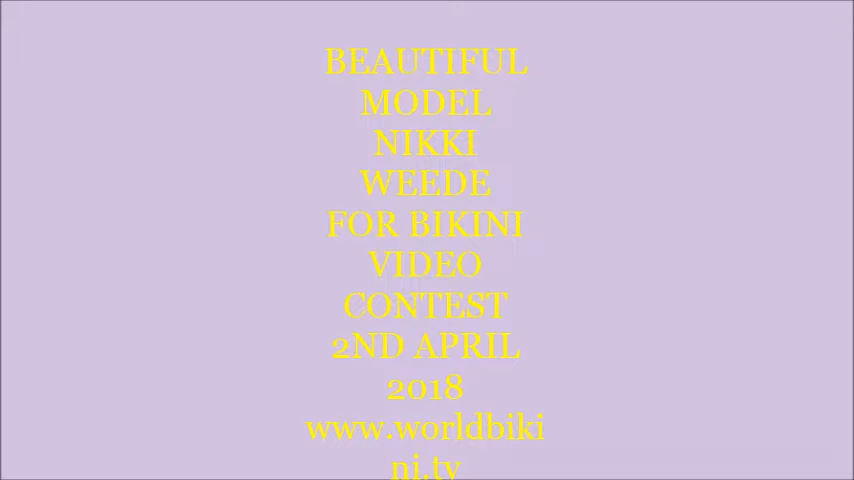 BEAUTIFUL
MODEL
NIKKI
WEEDE
FOR BIKINI
VIDEO
CONTEST
2ND APRIL
2018
www.worldbiki
ni.tv